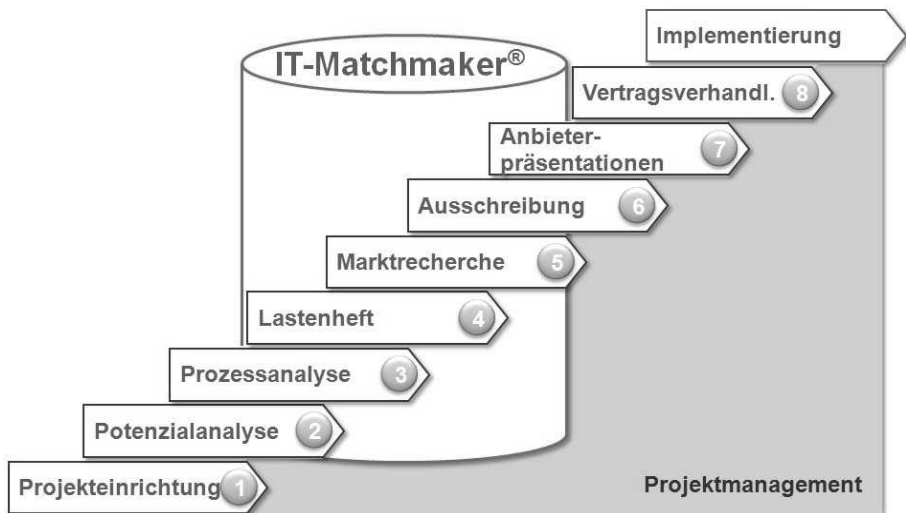 Implementierung
IT-Matchmaker®
Vertragsverhandl. 8
Anbieter-
präsentationen 7
Ausschreibung 6
Marktrecherche 5
Lastenheft 4
Prozessanalyse 3
Potenzialanalyse 2
Projekteinrichtung 1
Projektmanagement